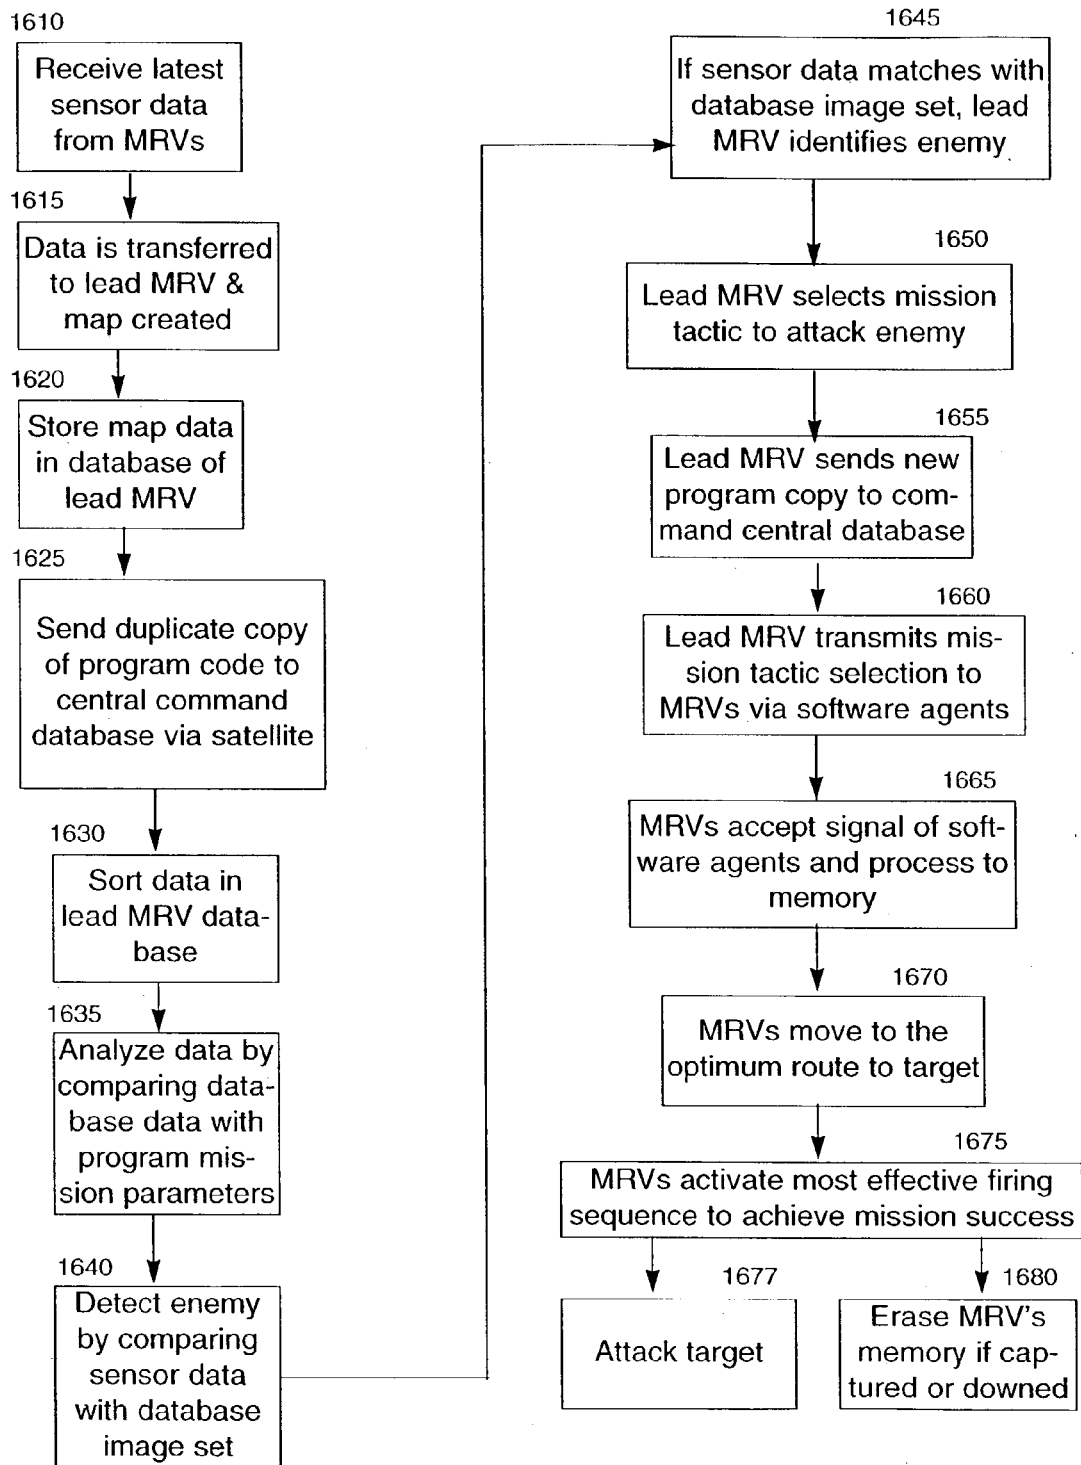 1610
Receive latest
sensor data
from MRVs
1615
Data is transferred
to lead MRV &
map created
1620
Store map data
in database of
lead MRV
1625
Send duplicate copy
of program code to
central command
database via satellite
1630
Sort data in
lead MRV data-
base
1635
Analyze data by
comparing data-
base data with
program mis-
sion parameters
1640
Detect enemy
by comparing
sensor data
with database
image set
1645
If sensor data matches with
database image set, lead
MRV identifies enemy
1650
Lead MRV selects mission
tactic to attack enemy
1655
Lead MRV sends new
program copy to com-
mand central database
1660
Lead MRV transmits mis-
sion tactic selection to
MRVs via software agents
1665
MRVs accept signal of soft-
ware agents and process to
memory
1670
MRVs move to the
optimum route to target
1675
MRVs activate most effective firing
sequence to achieve mission success
1677
Attack target
1680
Erase MRV's
memory if cap-
tured or downed